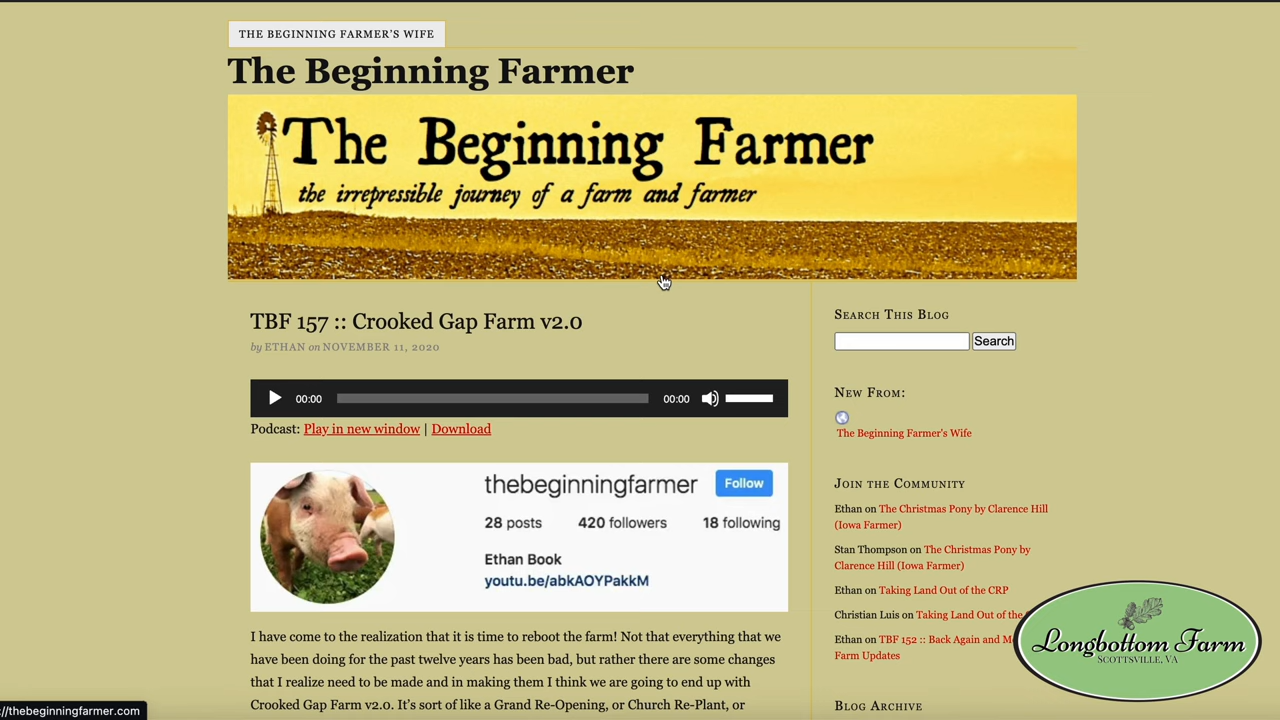 THE BEGINNING FARMER'S WIFE
The Beginning Farmer
The Beginning Farmer
the irrepressible journey of a farm and farmer
TBF 157 :: Crooked Gap Farm v2.0
by ETHAN on NOVEMBER 11, 2020
00:00 00:00
Podcast: Play in new window | Download
thebeginningfarmer Follow
28 posts 420 followers 18 following
Ethan Book
youtu.be/abkAOYPakkM
I have come to the realization that it is time to reboot the farm! Not that everything that we
have been doing for the past twelve years has been bad, but rather there are some changes
that I realize need to be made and in making them I think we are going to end up with
Crooked Gap Farm v2.0. It's sort of like a Grand Re-Opening, or Church Re-Plant, or
Search This Blog
Search
New From:
The Beginning Farmer's Wife
Join the Community
Ethan on The Christmas Pony by Clarence Hill
(Iowa Farmer)
Stan Thompson on The Christmas Pony by
Clarence Hill (Iowa Farmer)
Ethan on Taking Land Out of the CRP
Christian Luis on Taking Land Out of the
Ethan on TBF 152 :: Back Again and
Farm Updates
Blog Archive
Longbottom Farm
SCOTTSVILLE, VA
://thebeginningfarmer.com